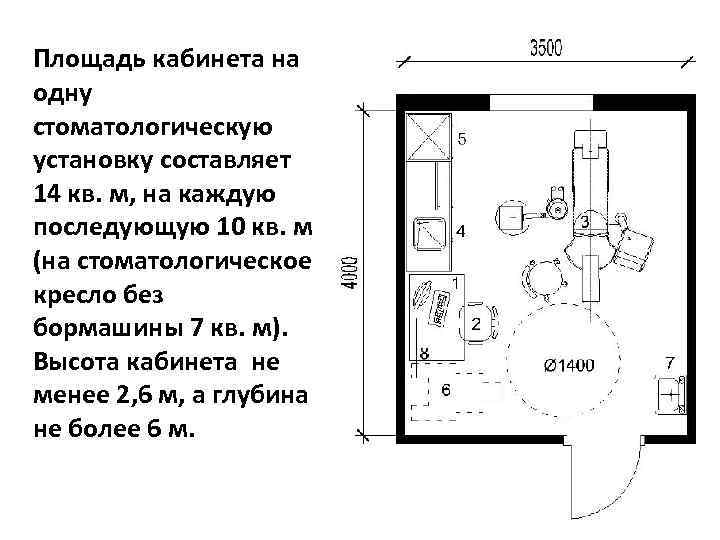 Площадь кабинета на
одну
стоматологическую
установку составляет
14 кв. м, на каждую
последующую 10 кв. м
(на стоматологическое
кресло без
бормашины 7 кв. м).
Высота кабинета  не
менее 2,6 м, а глубина
не более 6 м.
3500
4000
5
3
4
1
2
8
Ø1400
7
6